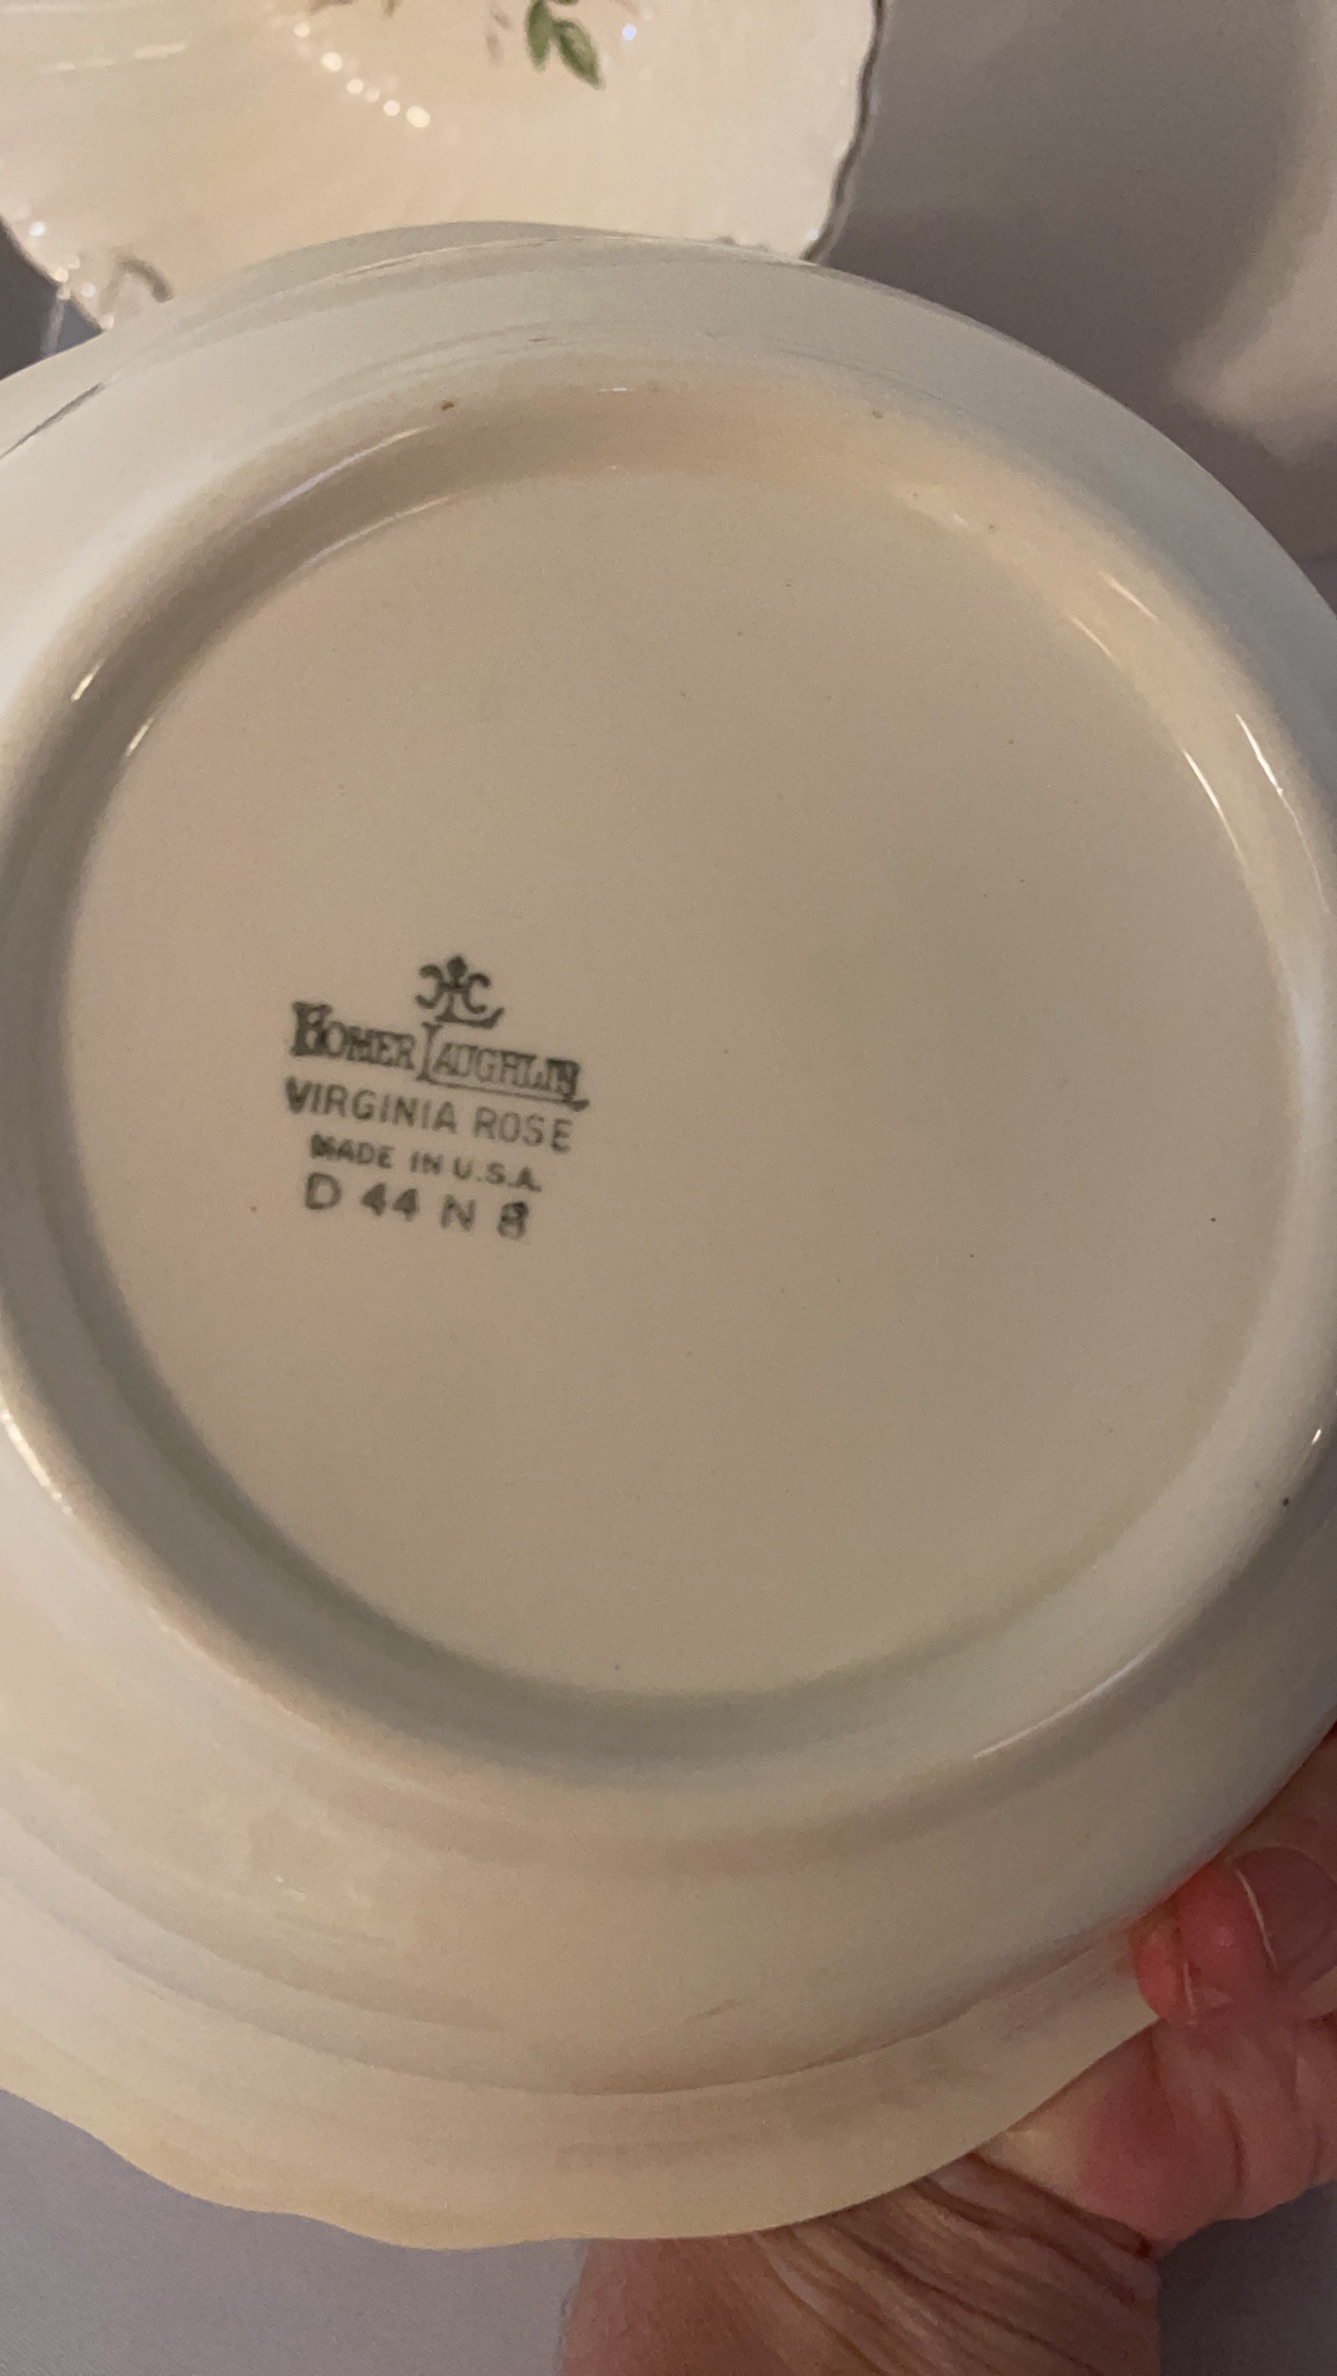 HLC
HOMER LAUGHLIN
VIRGINIA ROSE
MADE IN U.S.A.
D 44 N 8